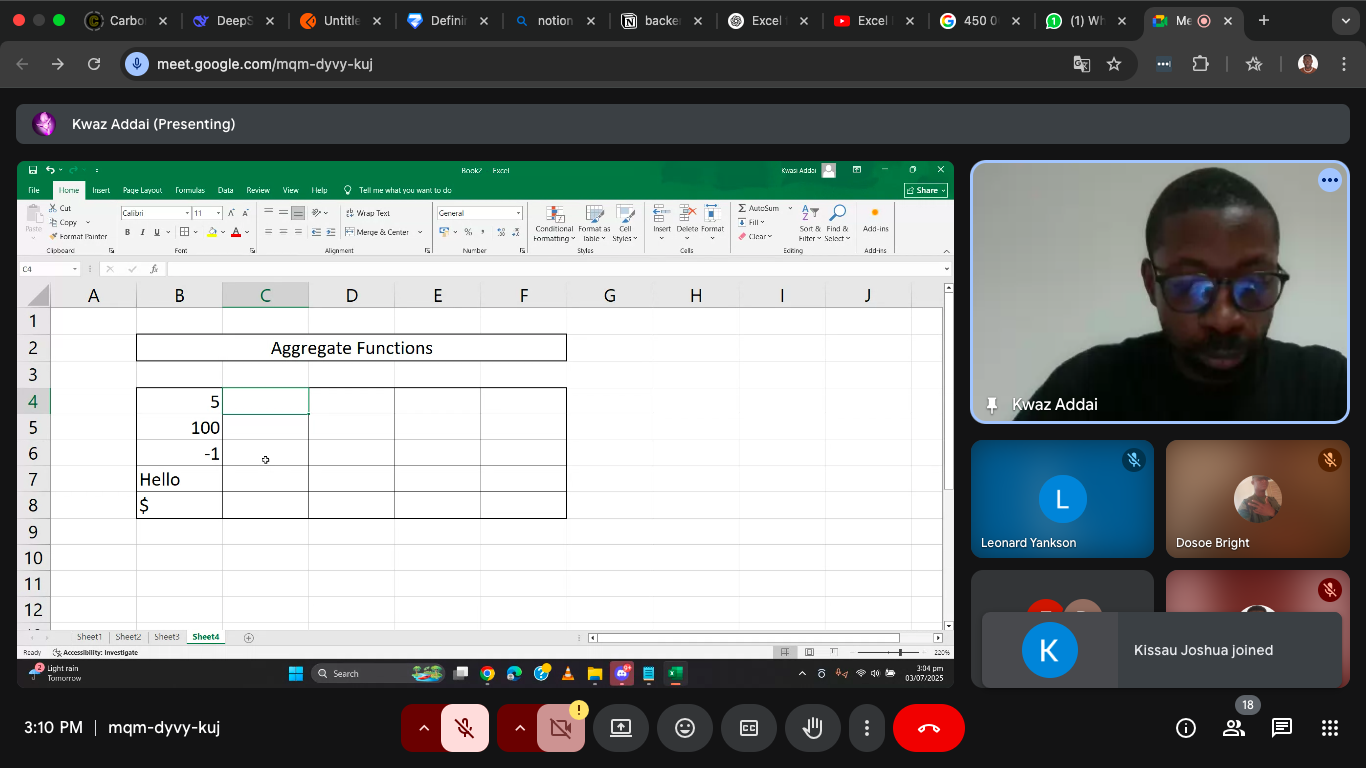 Carbo
DeepS
Untitle
Defini
notion
backe
Excel
Excel
450 0
(1) Wh
Me
meet.google.com/mqm-dyvy-kuj
Kwaz Addai (Presenting)
Book2 Excel
Kwasi Addai
File Home Insert Page Layout Formulas Data Review View Help Tell me what you want to do Share
Paste
Cut
Copy
Format Painter
Clipboard
Calibri 11
B I U
Font
Wrap Text
Merge & Center
Alignment
General
Number
Conditional Formatting
Format as Table
Cell Styles
Styles
Insert Delete Format
Cells
AutoSum
Fill
Clear
Sort & Filter
Find & Select
Editing
Add-ins
Add-ins
C4
fx
A B C D E F G H I J
1
2 Aggregate Functions
3
4 5
5 100
6 -1
7 Hello
8 $
9
10
11
12
Sheet1 Sheet2 Sheet3 Sheet4
Ready Accessibility: Investigate 220%
Light rain
Tomorrow
Search
3:04 pm
03/07/2025
Kwaz Addai
L
Leonard Yankson
Dosoe Bright
K
Kissau Joshua joined
3:10 PM mqm-dyvy-kuj
18